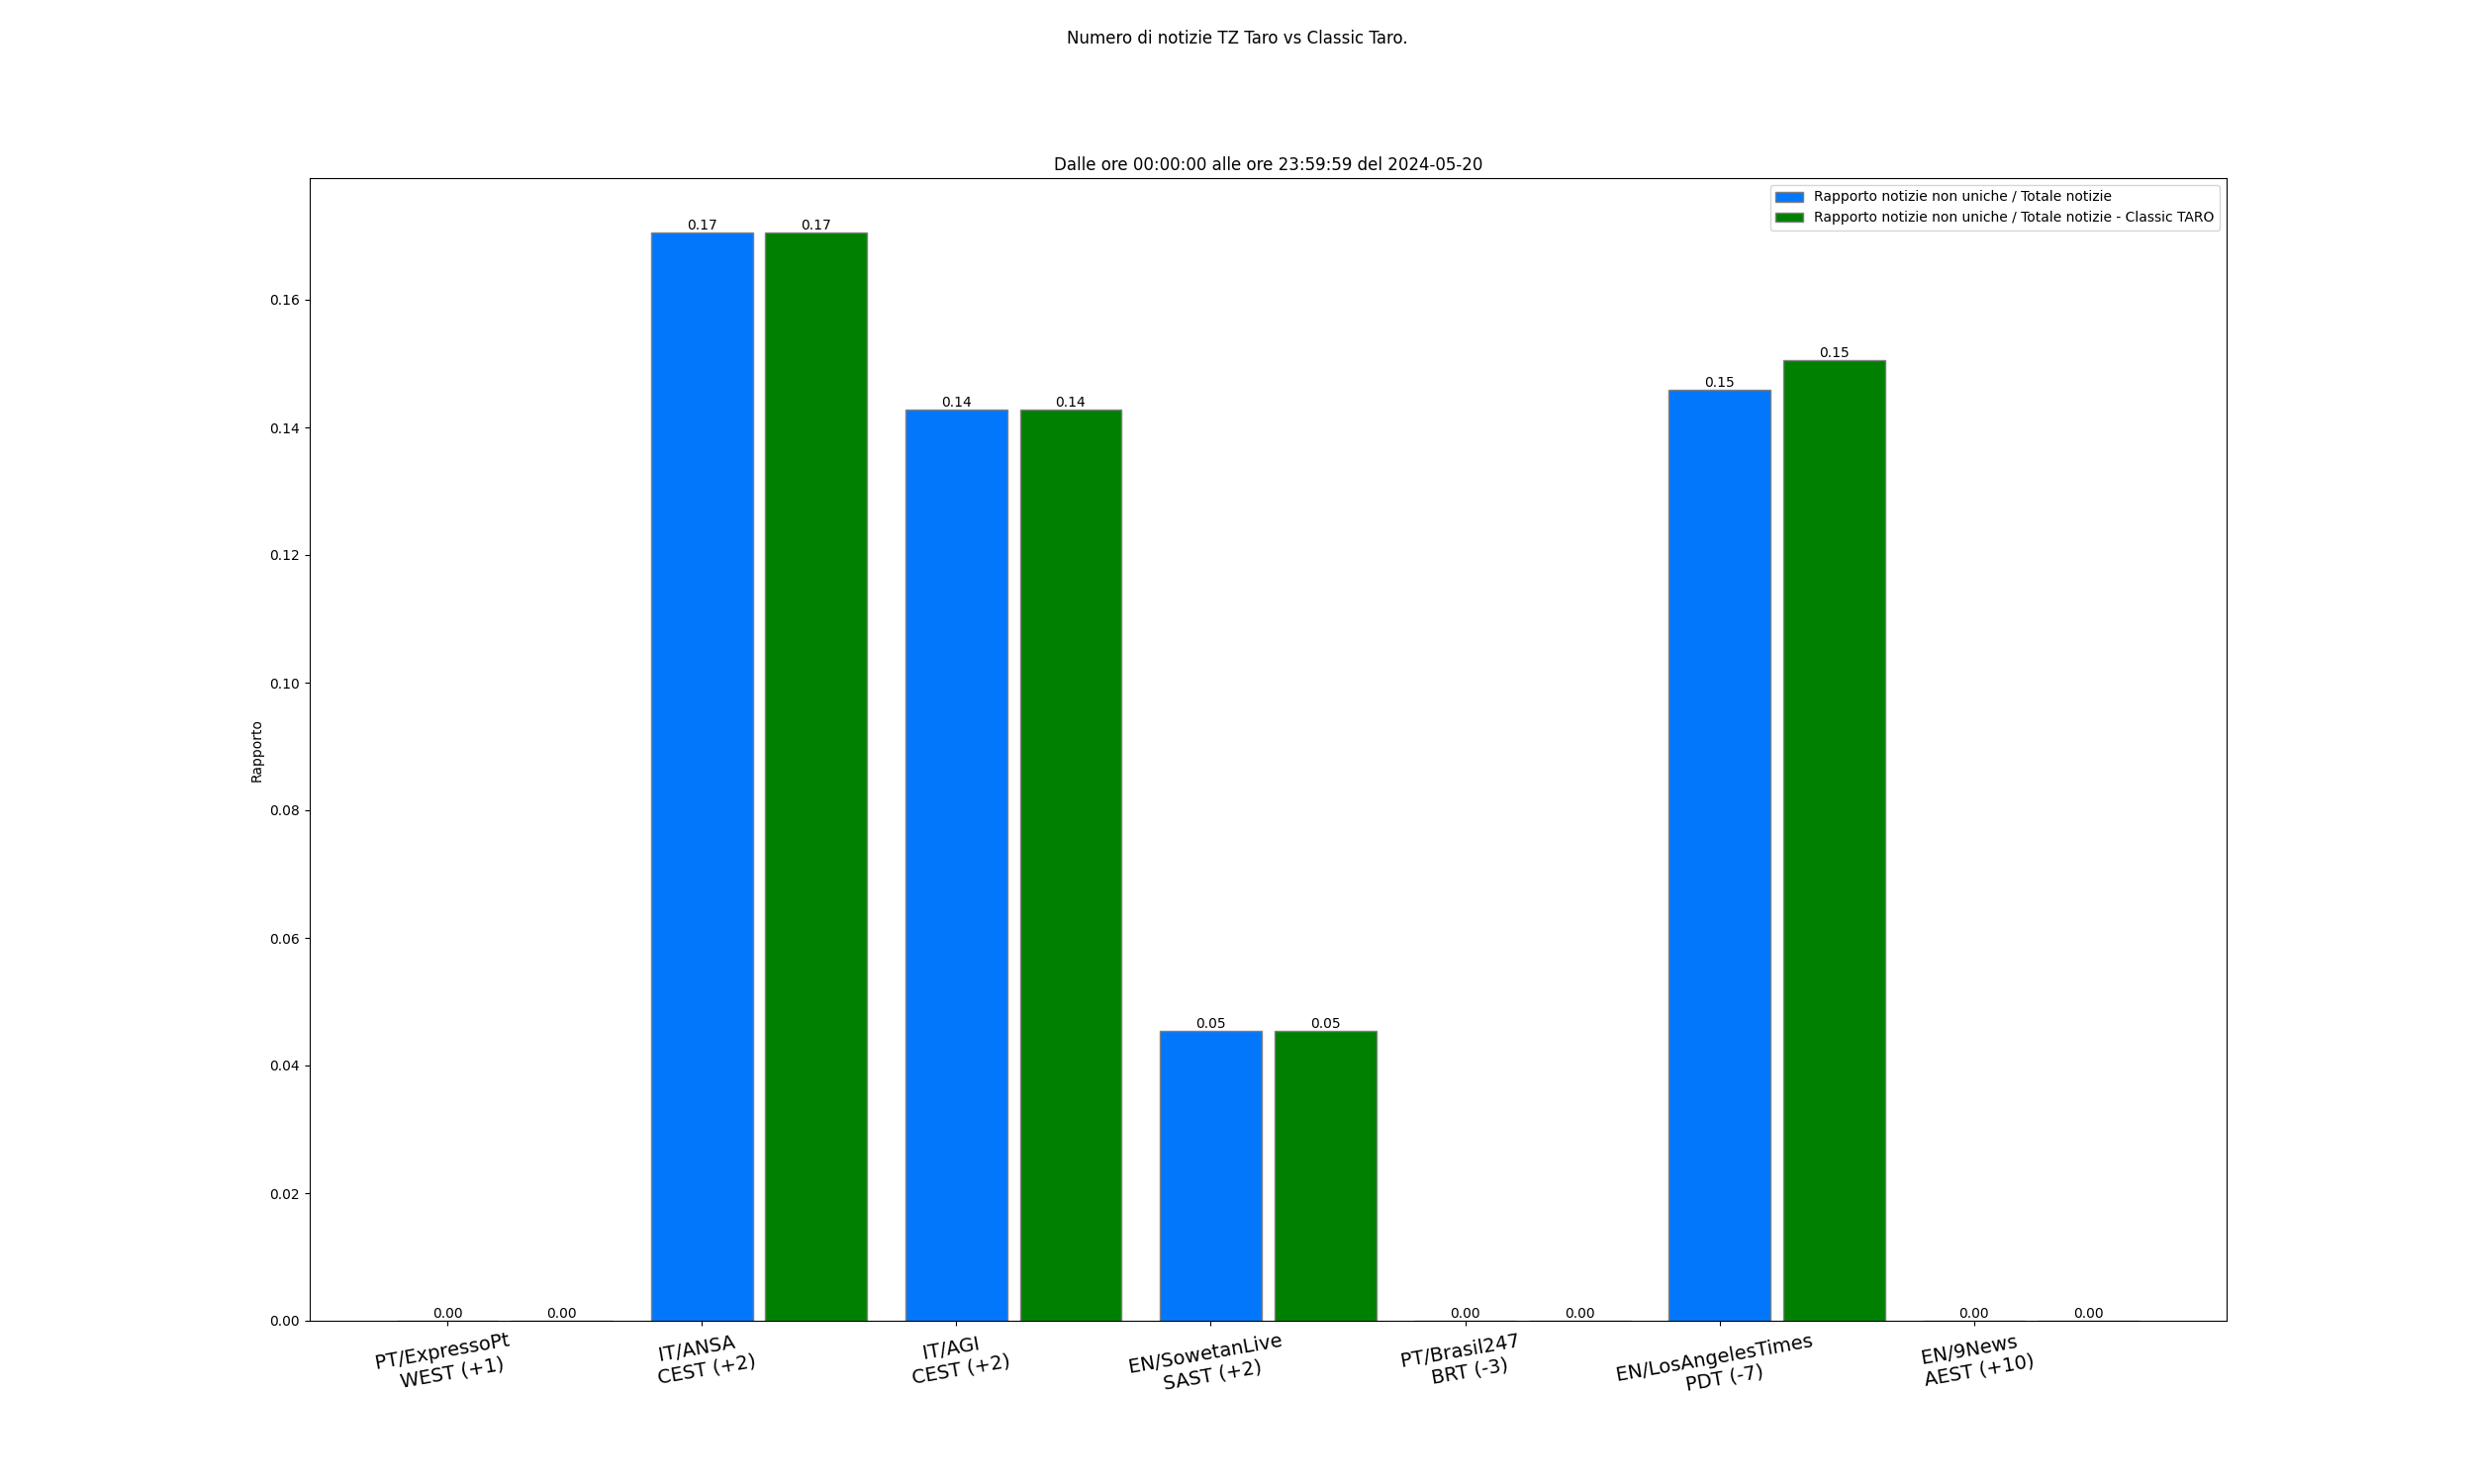 Numero di notizie TZ Taro vs Classic Taro.
Dalle ore 00:00:00 alle ore 23:59:59 del 2024-05-20
Rapporto notizie non uniche / Totale notizie
Rapporto notizie non uniche / Totale notizie - Classic TARO
Rapporto
0.16
0.14
0.12
0.10
0.08
0.06
0.04
0.02
0.00
0.00
0.00
0.17
0.17
0.14
0.14
0.05
0.05
0.00
0.00
0.15
0.15
0.00
0.00
PT/ExpressoPt
WEST (+1)
IT/ANSA
CEST (+2)
IT/AGI
CEST (+2)
EN/SowetanLive
SAST (+2)
PT/Brasil247
BRT (-3)
EN/LosAngelesTimes
PDT (-7)
EN/9News
AEST (+10)